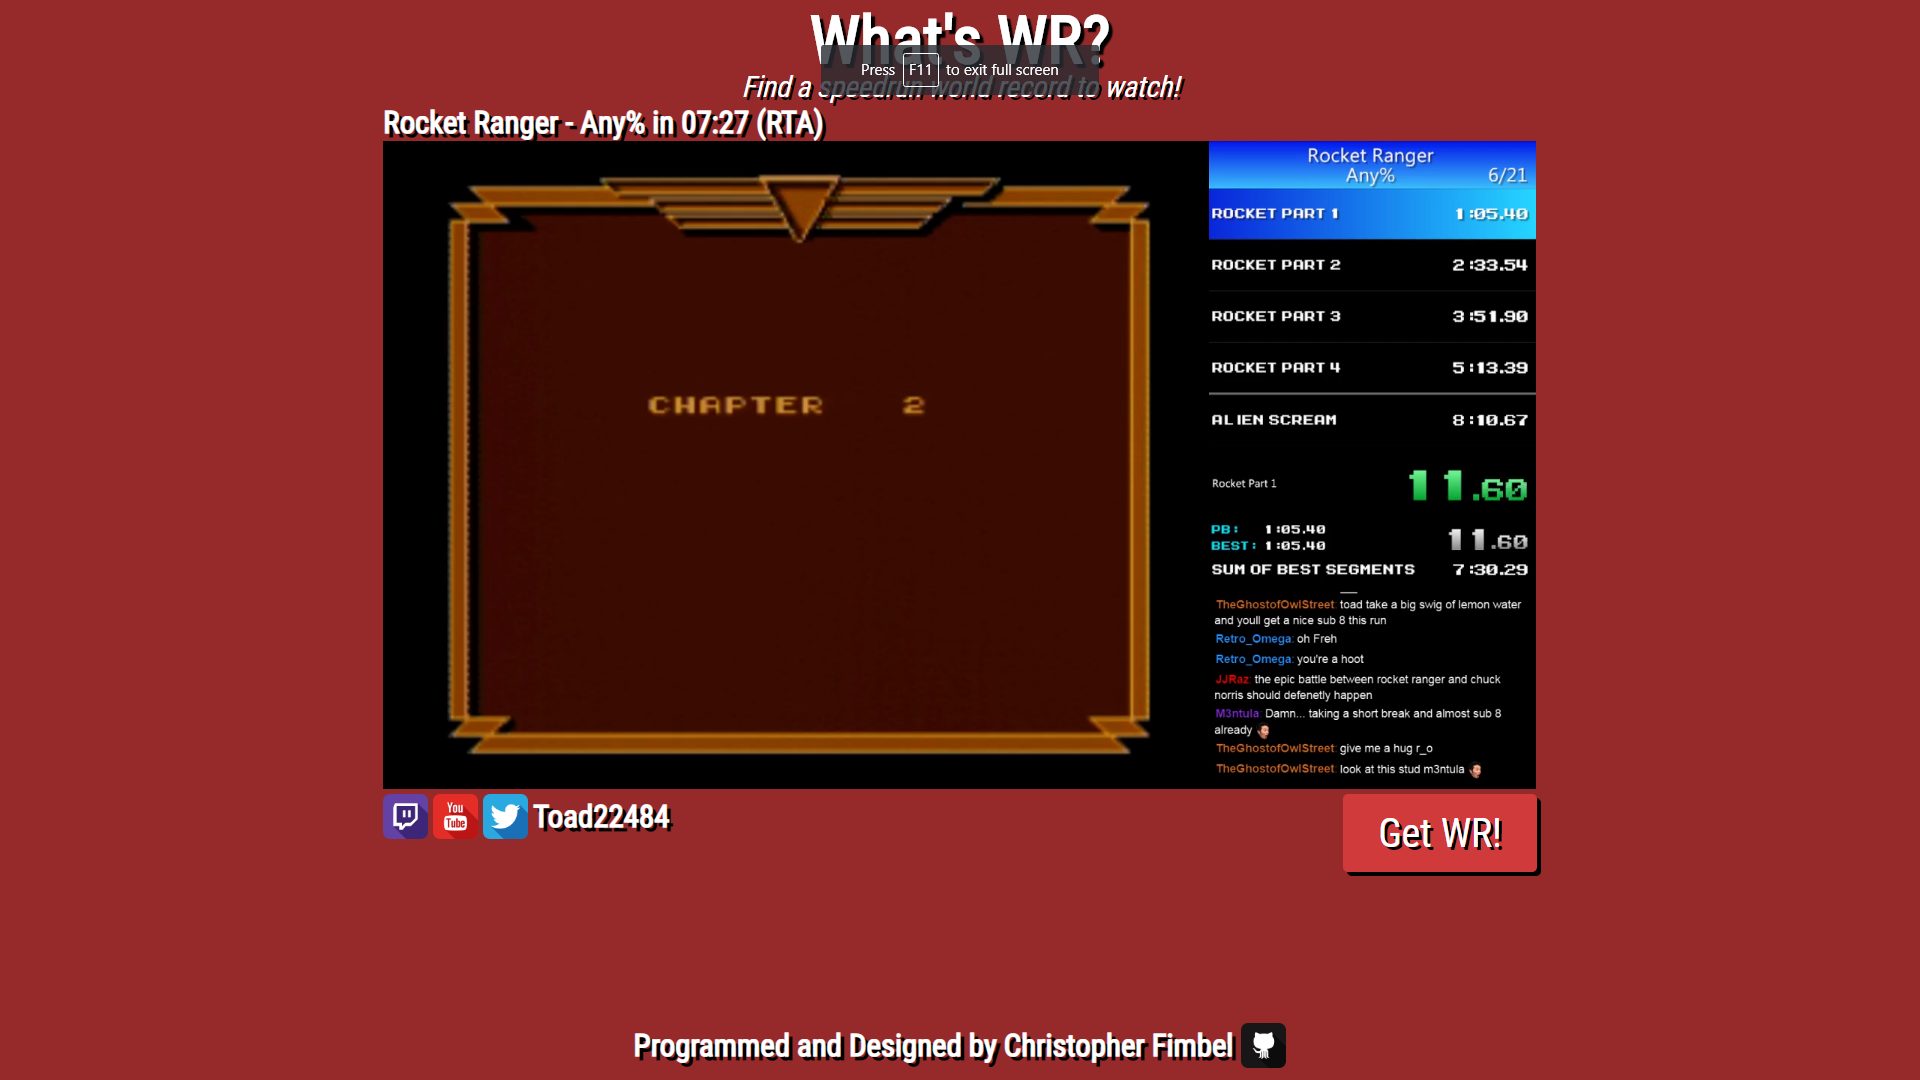 What's WR?
Press F11 to exit full screen
Find a speedrun world record to watch!
Rocket Ranger - Any% in 07:27 (RTA)
Rocket Ranger
Any% 6/21
ROCKET PART 1 1:05.40
ROCKET PART 2 2:33.54
ROCKET PART 3 3:51.90
ROCKET PART 4 5:13.39
ALIEN SCREAM 8:10.67
Rocket Part 1 11.60
PB: 1:05.40
BEST: 1:05.40 11.60
SUM OF BEST SEGMENTS 7:30.29
CHAPTER 2
TheGhostofOwlStreet: toad take a big swig of lemon water
and youll get a nice sub 8 this run
Retro_Omega: oh Freh
Retro_Omega: you're a hoot
JJRaz: the epic battle between rocket ranger and chuck
norris should defenetly happen
M3ntula: Damn... taking a short break and almost sub 8
already
TheGhostofOwlStreet: give me a hug r_o
TheGhostofOwlStreet: look at this stud m3ntula
You
Tube
Toad22484
Get WR!
Programmed and Designed by Christopher Fimbel